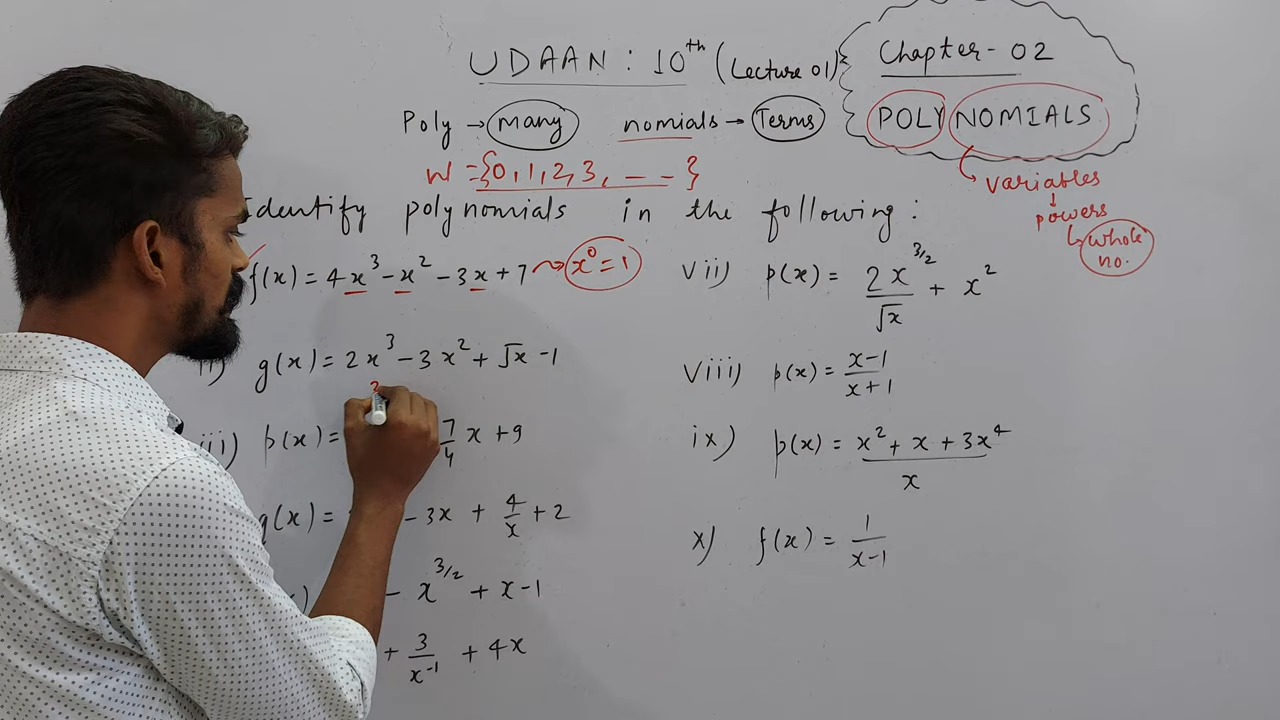 UDAAN : 10th (Lecture 01)
Chapter - 02
POLYNOMIALS
Poly → many nomials → Terms
W = {0, 1, 2, 3, _ _ _ }
variables
↓
powers
↳ whole no.
identify polynomials in the following :
f(x) = 4x³ - x² - 3x + 7 → x⁰ = 1
g(x) = 2x³ - 3x² + √x - 1
p(x) = 7/4 x + 9
g(x) = - 3x + 4/x + 2
- x^3/2 + x - 1
+ 3/x⁻¹ + 4x
vii) p(x) = 2x^3/2 / √x + x²
viii) p(x) = x-1 / x+1
ix) p(x) = x² + x + 3x⁴ / x
x) f(x) = 1 / x-1